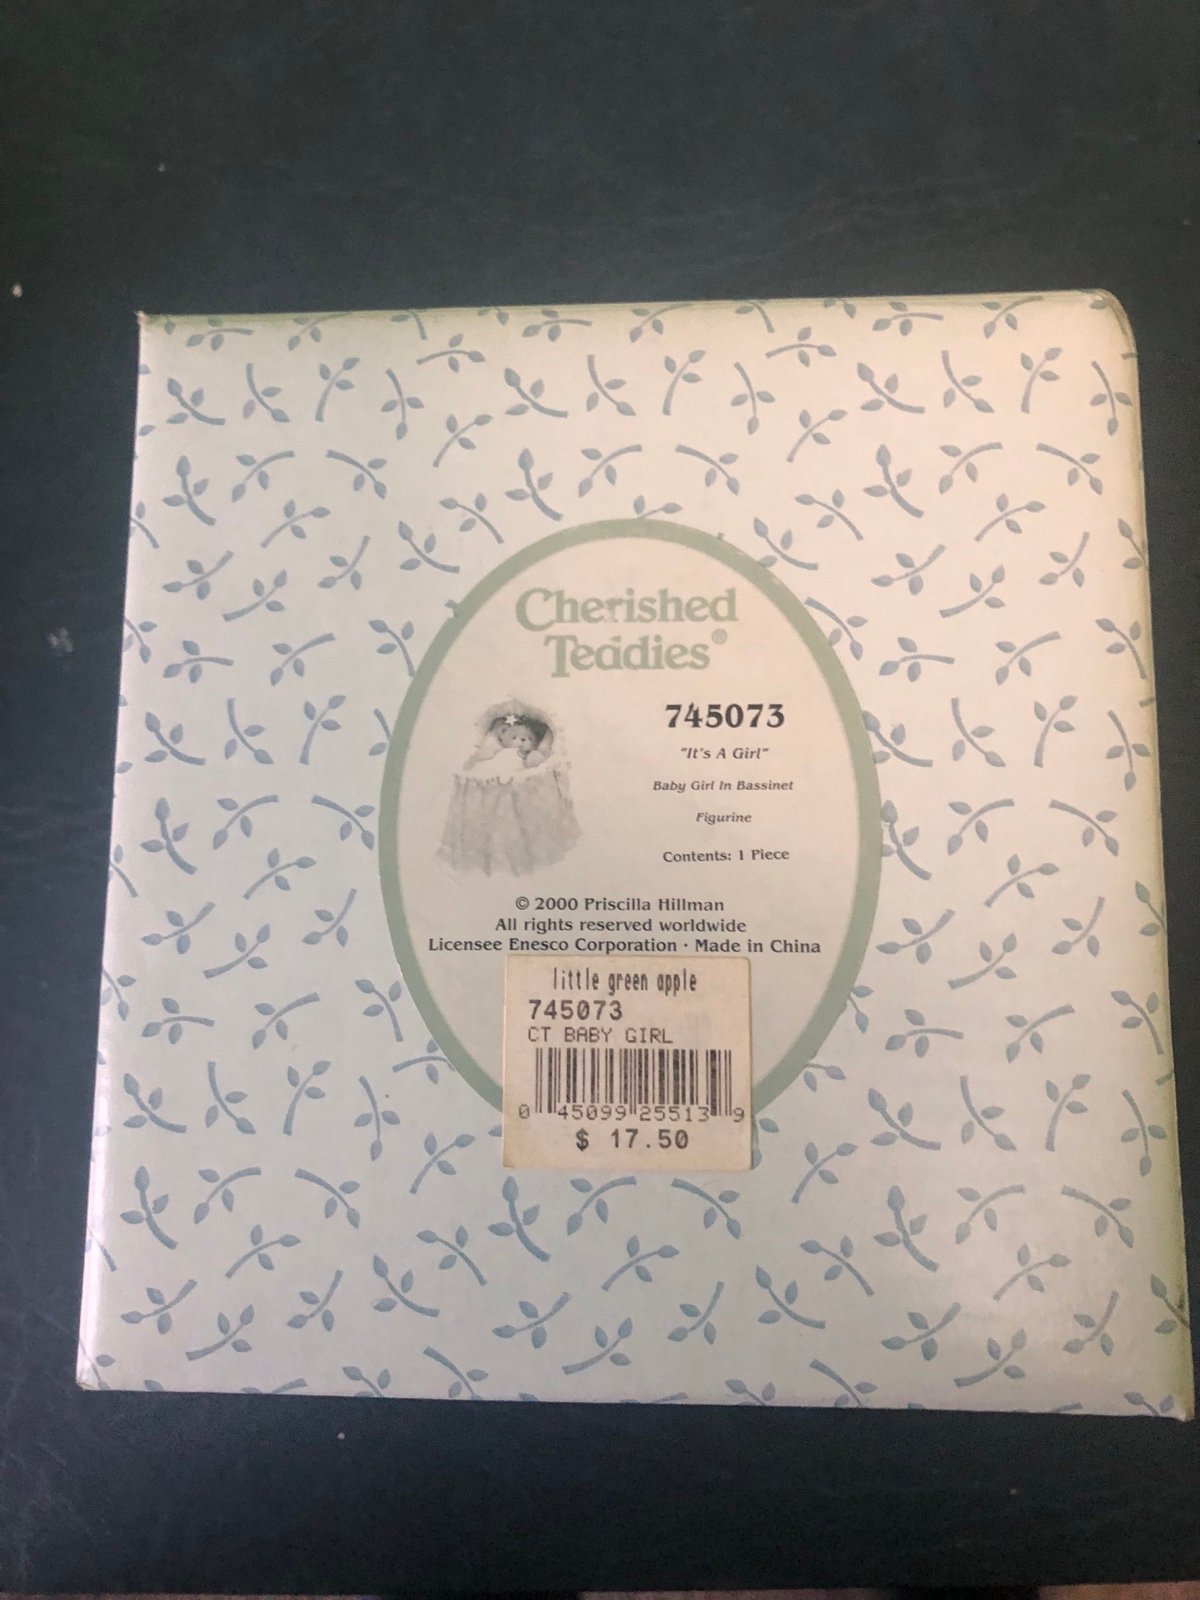 Cherished
Teddies®
745073
"It's A Girl"
Baby Girl In Bassinet
Figurine
Contents: 1 Piece
© 2000 Priscilla Hillman
All rights reserved worldwide
Licensee Enesco Corporation · Made in China
little green apple
745073
CT BABY GIRL
0 45099 25513 9
$ 17.50